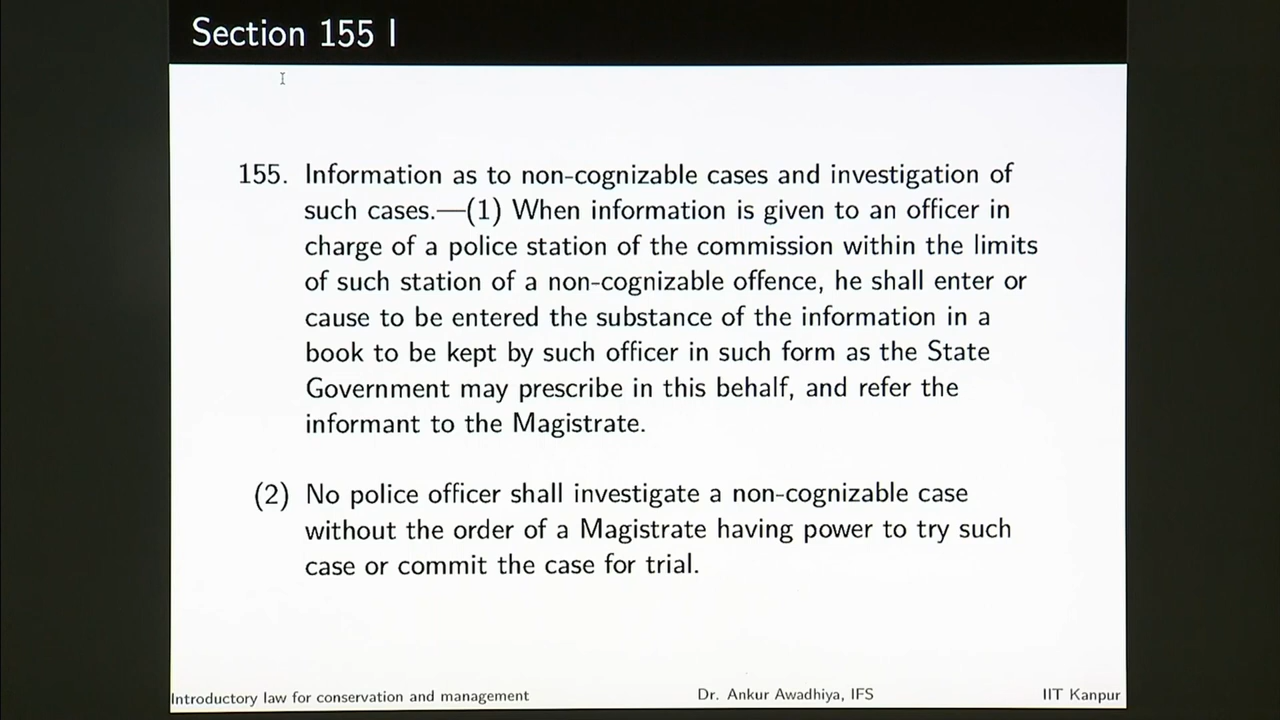 Section 155 I
155. Information as to non-cognizable cases and investigation of
such cases.—(1) When information is given to an officer in
charge of a police station of the commission within the limits
of such station of a non-cognizable offence, he shall enter or
cause to be entered the substance of the information in a
book to be kept by such officer in such form as the State
Government may prescribe in this behalf, and refer the
informant to the Magistrate.
(2) No police officer shall investigate a non-cognizable case
without the order of a Magistrate having power to try such
case or commit the case for trial.
Introductory law for conservation and management Dr. Ankur Awadhiya, IFS IIT Kanpur